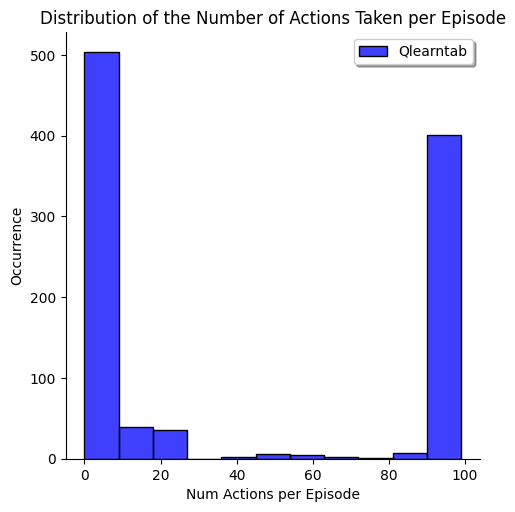 Distribution of the Number of Actions Taken per Episode
Qlearntab
500
400
300
200
100
0
Occurrence
0 20 40 60 80 100
Num Actions per Episode